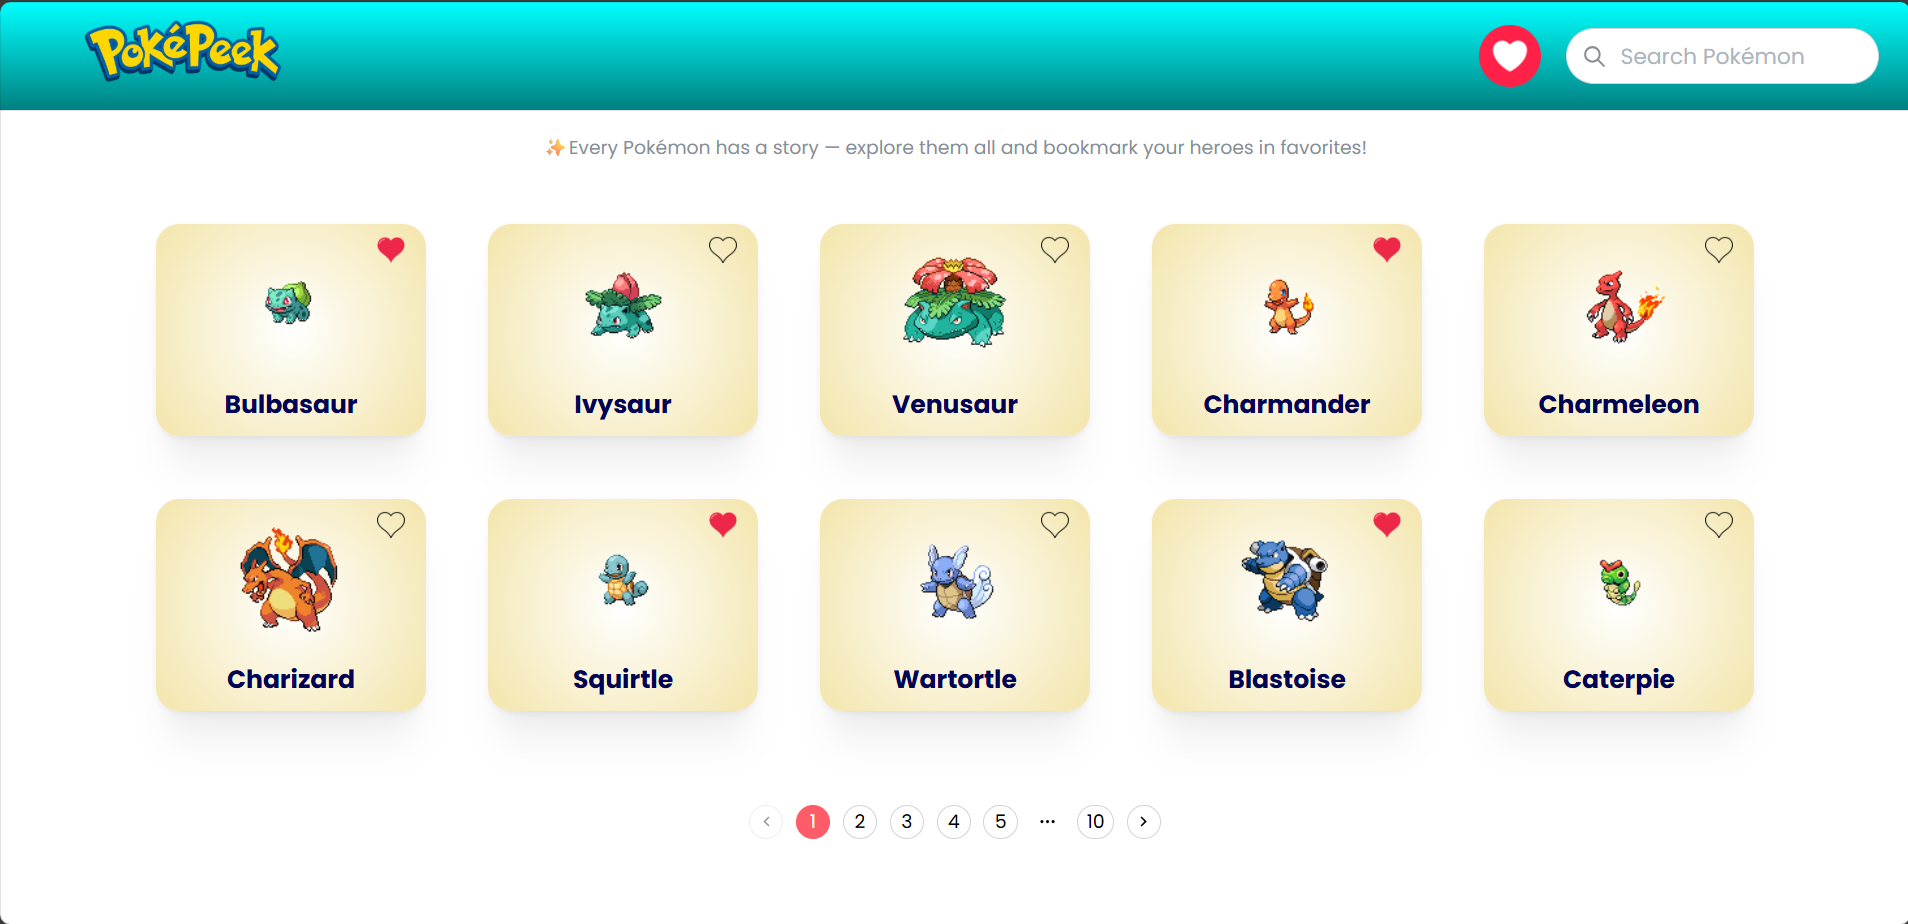 PokéPeek
Search Pokémon
✨Every Pokémon has a story — explore them all and bookmark your heroes in favorites!
Bulbasaur
Ivysaur
Venusaur
Charmander
Charmeleon
Charizard
Squirtle
Wartortle
Blastoise
Caterpie
1 2 3 4 5 ··· 10